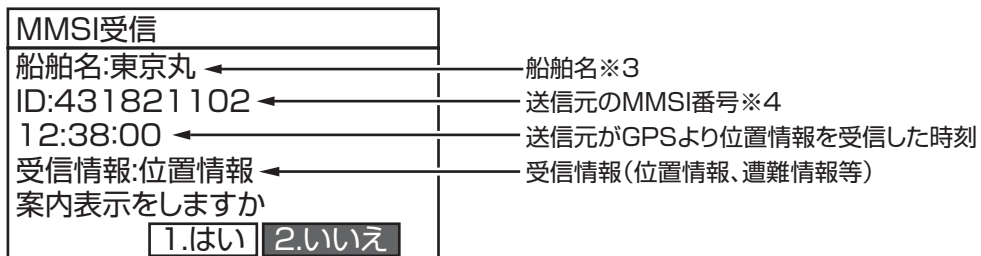 MMSI受信
船舶名:東京丸
船舶名※3
ID:431821102
送信元のMMSI番号※4
12:38:00
送信元がGPSより位置情報を受信した時刻
受信情報:位置情報
受信情報(位置情報、遭難情報等)
案内表示をしますか
1.はい 2.いいえ